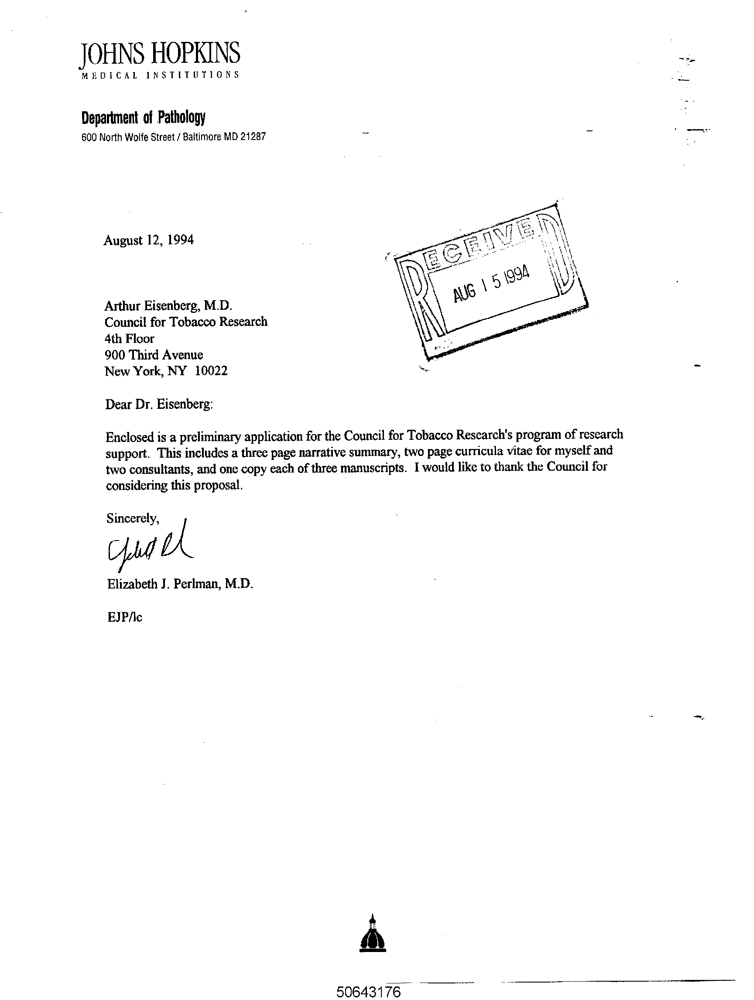 JOHNS HOPKINS
MEDICAL INSTITUTIONS
Department of Pathology
600 North Wolfe Street / Baltimore MD 21287
August 12, 1994
RECEIVED
AUG 15 1994
Arthur Eisenberg, M.D.
Council for Tobacco Research
4th Floor
900 Third Avenue
New York, NY 10022
Dear Dr. Eisenberg:
Enclosed is a preliminary application for the Council for Tobacco Research's program of research
support. This includes a three page narrative summary, two page curricula vitae for myself and
two consultants, and one copy each of three manuscripts. I would like to thank the Council for
considering this proposal.
Sincerely,
Elizabeth J. Perlman, M.D.
EJP/lc
50643176